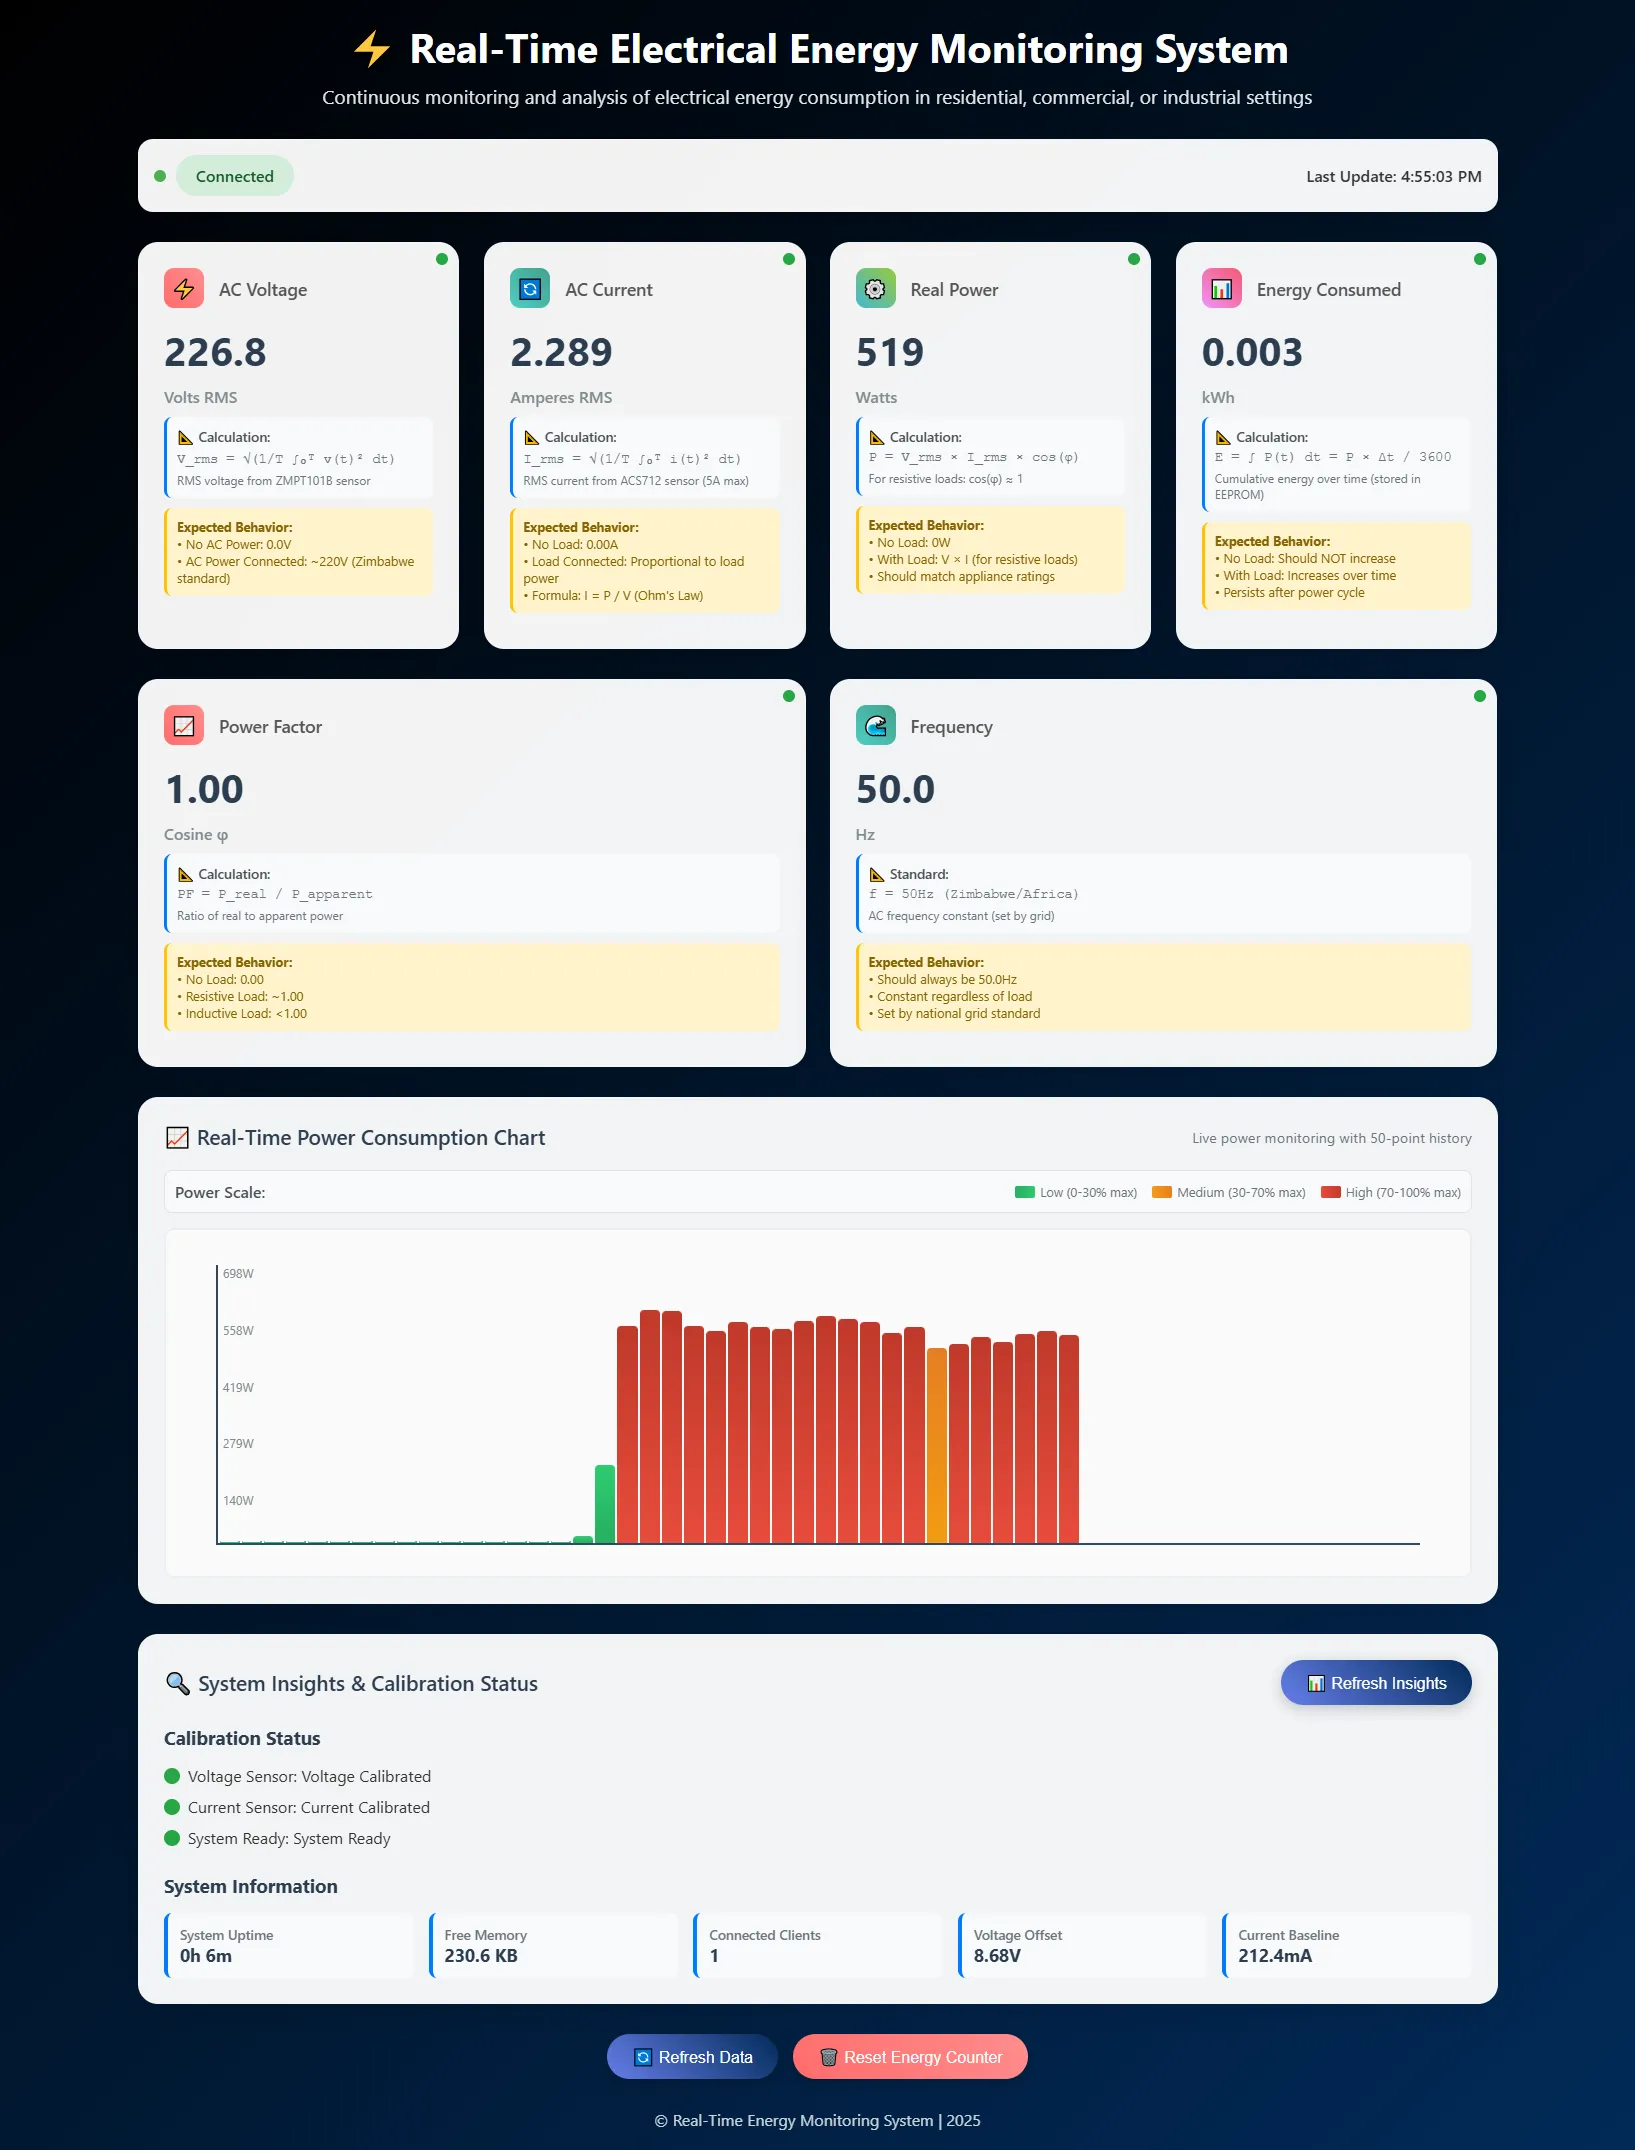 ⚡ Real-Time Electrical Energy Monitoring System
Continuous monitoring and analysis of electrical energy consumption in residential, commercial, or industrial settings
Connected
Last Update: 4:55:03 PM
AC Voltage
226.8
Volts RMS
📐 Calculation:
V_rms = √(1/T ∫₀ᵀ v(t)² dt)
RMS voltage from ZMPT101B sensor
Expected Behavior:
• No AC Power: 0.0V
• AC Power Connected: ~220V (Zimbabwe
standard)
AC Current
2.289
Amperes RMS
📐 Calculation:
I_rms = √(1/T ∫₀ᵀ i(t)² dt)
RMS current from ACS712 sensor (5A max)
Expected Behavior:
• No Load: 0.00A
• Load Connected: Proportional to load
power
• Formula: I = P / V (Ohm's Law)
Real Power
519
Watts
📐 Calculation:
P = V_rms × I_rms × cos(φ)
For resistive loads: cos(φ) ≈ 1
Expected Behavior:
• No Load: 0W
• With Load: V × I (for resistive loads)
• Should match appliance ratings
Energy Consumed
0.003
kWh
📐 Calculation:
E = ∫ P(t) dt = P × Δt / 3600
Cumulative energy over time (stored in
EEPROM)
Expected Behavior:
• No Load: Should NOT increase
• With Load: Increases over time
• Persists after power cycle
Power Factor
1.00
Cosine φ
📐 Calculation:
PF = P_real / P_apparent
Ratio of real to apparent power
Expected Behavior:
• No Load: 0.00
• Resistive Load: ~1.00
• Inductive Load: <1.00
Frequency
50.0
Hz
📐 Standard:
f = 50Hz (Zimbabwe/Africa)
AC frequency constant (set by grid)
Expected Behavior:
• Should always be 50.0Hz
• Constant regardless of load
• Set by national grid standard
📈 Real-Time Power Consumption Chart
Live power monitoring with 50-point history
Power Scale:
Low (0-30% max)
Medium (30-70% max)
High (70-100% max)
698W
558W
419W
279W
140W
🔍 System Insights & Calibration Status
📊 Refresh Insights
Calibration Status
Voltage Sensor: Voltage Calibrated
Current Sensor: Current Calibrated
System Ready: System Ready
System Information
System Uptime
0h 6m
Free Memory
230.6 KB
Connected Clients
1
Voltage Offset
8.68V
Current Baseline
212.4mA
🔄 Refresh Data
🗑️ Reset Energy Counter
© Real-Time Energy Monitoring System | 2025